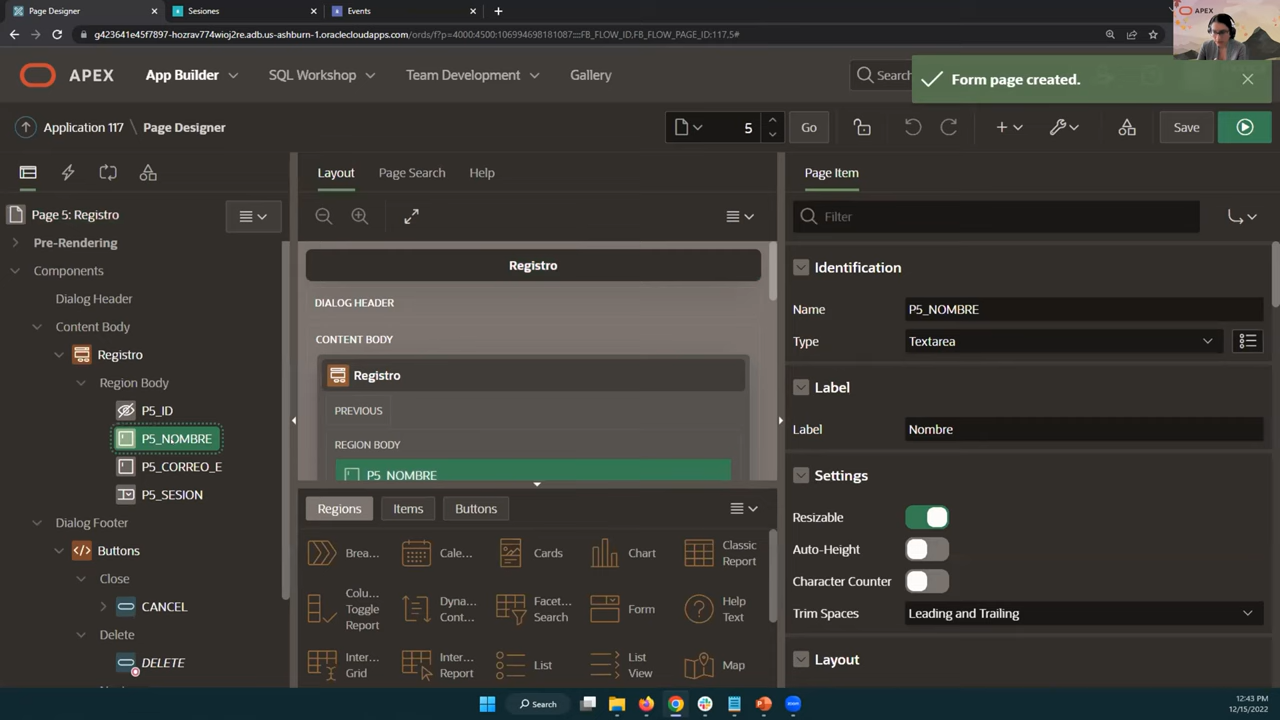 Page Designer
Sesiones
Events
g423641e45f7897-hozrav774wioj2re.adb.us-ashburn-1.oraclecloudapps.com/ords/f?p=4000:4500:106994698181087:::FB_FLOW_ID,FB_FLOW_PAGE_ID:117,5#
APEX
APEX
App Builder
SQL Workshop
Team Development
Gallery
Search
Form page created.
Application 117
Page Designer
5
Go
Save
Layout
Page Search
Help
Page Item
Page 5: Registro
Filter
Pre-Rendering
Components
Dialog Header
Content Body
Registro
Region Body
P5_ID
P5_NOMBRE
P5_CORREO_E
P5_SESION
Dialog Footer
Buttons
Close
CANCEL
Delete
DELETE
Registro
DIALOG HEADER
CONTENT BODY
Registro
PREVIOUS
REGION BODY
P5_NOMBRE
Regions
Items
Buttons
Brea...
Cale...
Cards
Chart
Classic
Report
Colu...
Toggle
Report
Dyna...
Cont...
Facet...
Search
Form
Help
Text
Inter...
Grid
Inter...
Report
List
List
View
Map
Identification
Name
P5_NOMBRE
Type
Textarea
Label
Label
Nombre
Settings
Resizable
Auto-Height
Character Counter
Trim Spaces
Leading and Trailing
Layout
Search
12:43 PM
12/15/2022